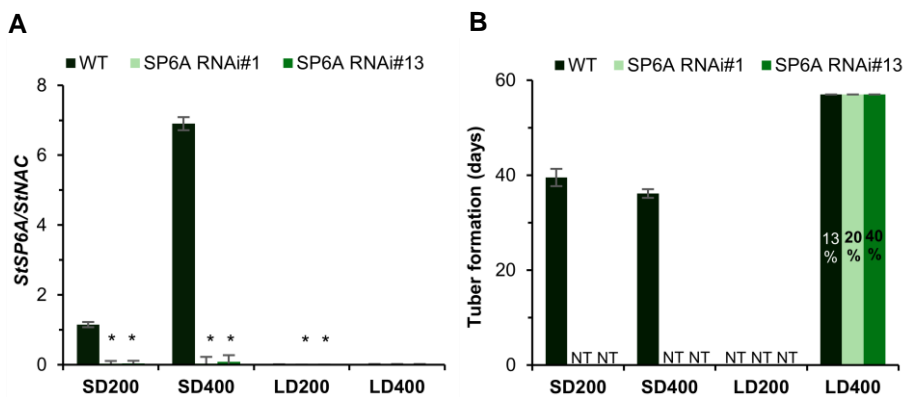 A
WT SP6A RNAi#1 SP6A RNAi#13
StSP6A/StNAC
8
6
4
2
0
* *
* *
* *
SD200 SD400 LD200 LD400
B
WT SP6A RNAi#1 SP6A RNAi#13
Tuber formation (days)
60
40
20
0
13 %
20 %
40 %
NT NT NT NT NT NT NT
SD200 SD400 LD200 LD400